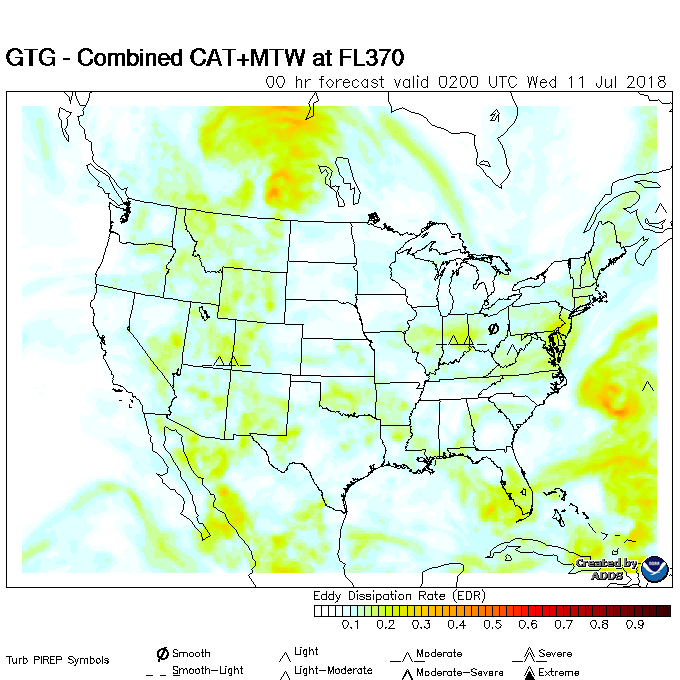 GTG - Combined CAT+MTW at FL370
00 hr forecast valid 0200 UTC Wed 11 Jul 2018
Created by
ADDS
NOAA
Eddy Dissipation Rate (EDR)
0.1 0.2 0.3 0.4 0.5 0.6 0.7 0.8 0.9
Turb PIREP Symbols
Smooth
Light
Moderate
Severe
Smooth-Light
Light-Moderate
Moderate-Severe
Extreme